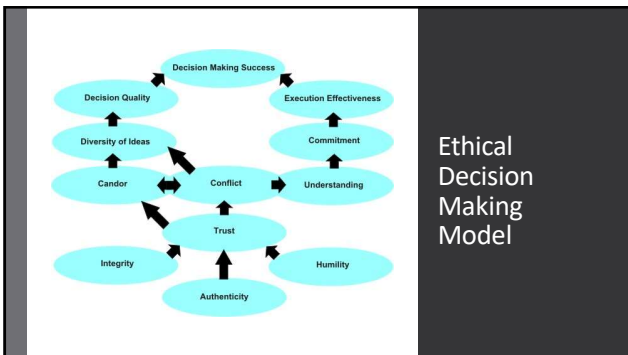 Decision Making Success
Decision Quality
Execution Effectiveness
Diversity of Ideas
Commitment
Candor
Conflict
Understanding
Trust
Integrity
Humility
Authenticity
Ethical
Decision
Making
Model